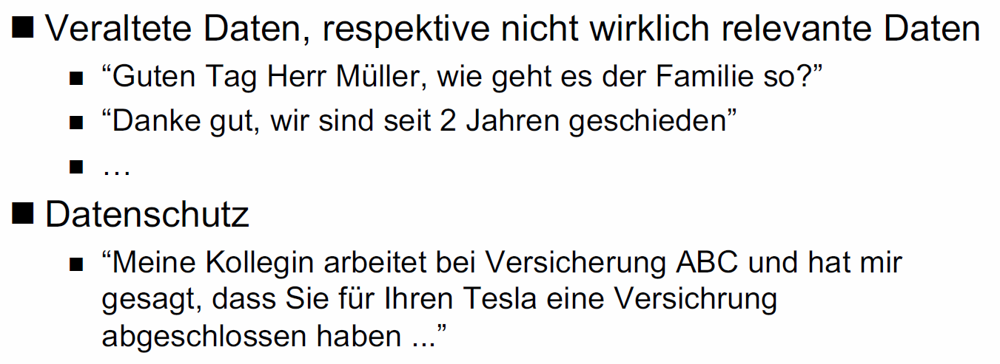 ■ Veraltete Daten, respektive nicht wirklich relevante Daten
■ “Guten Tag Herr Müller, wie geht es der Familie so?”
■ “Danke gut, wir sind seit 2 Jahren geschieden”
■ …
■ Datenschutz
■ “Meine Kollegin arbeitet bei Versicherung ABC und hat mir
gesagt, dass Sie für Ihren Tesla eine Versichrung
abgeschlossen haben ...”